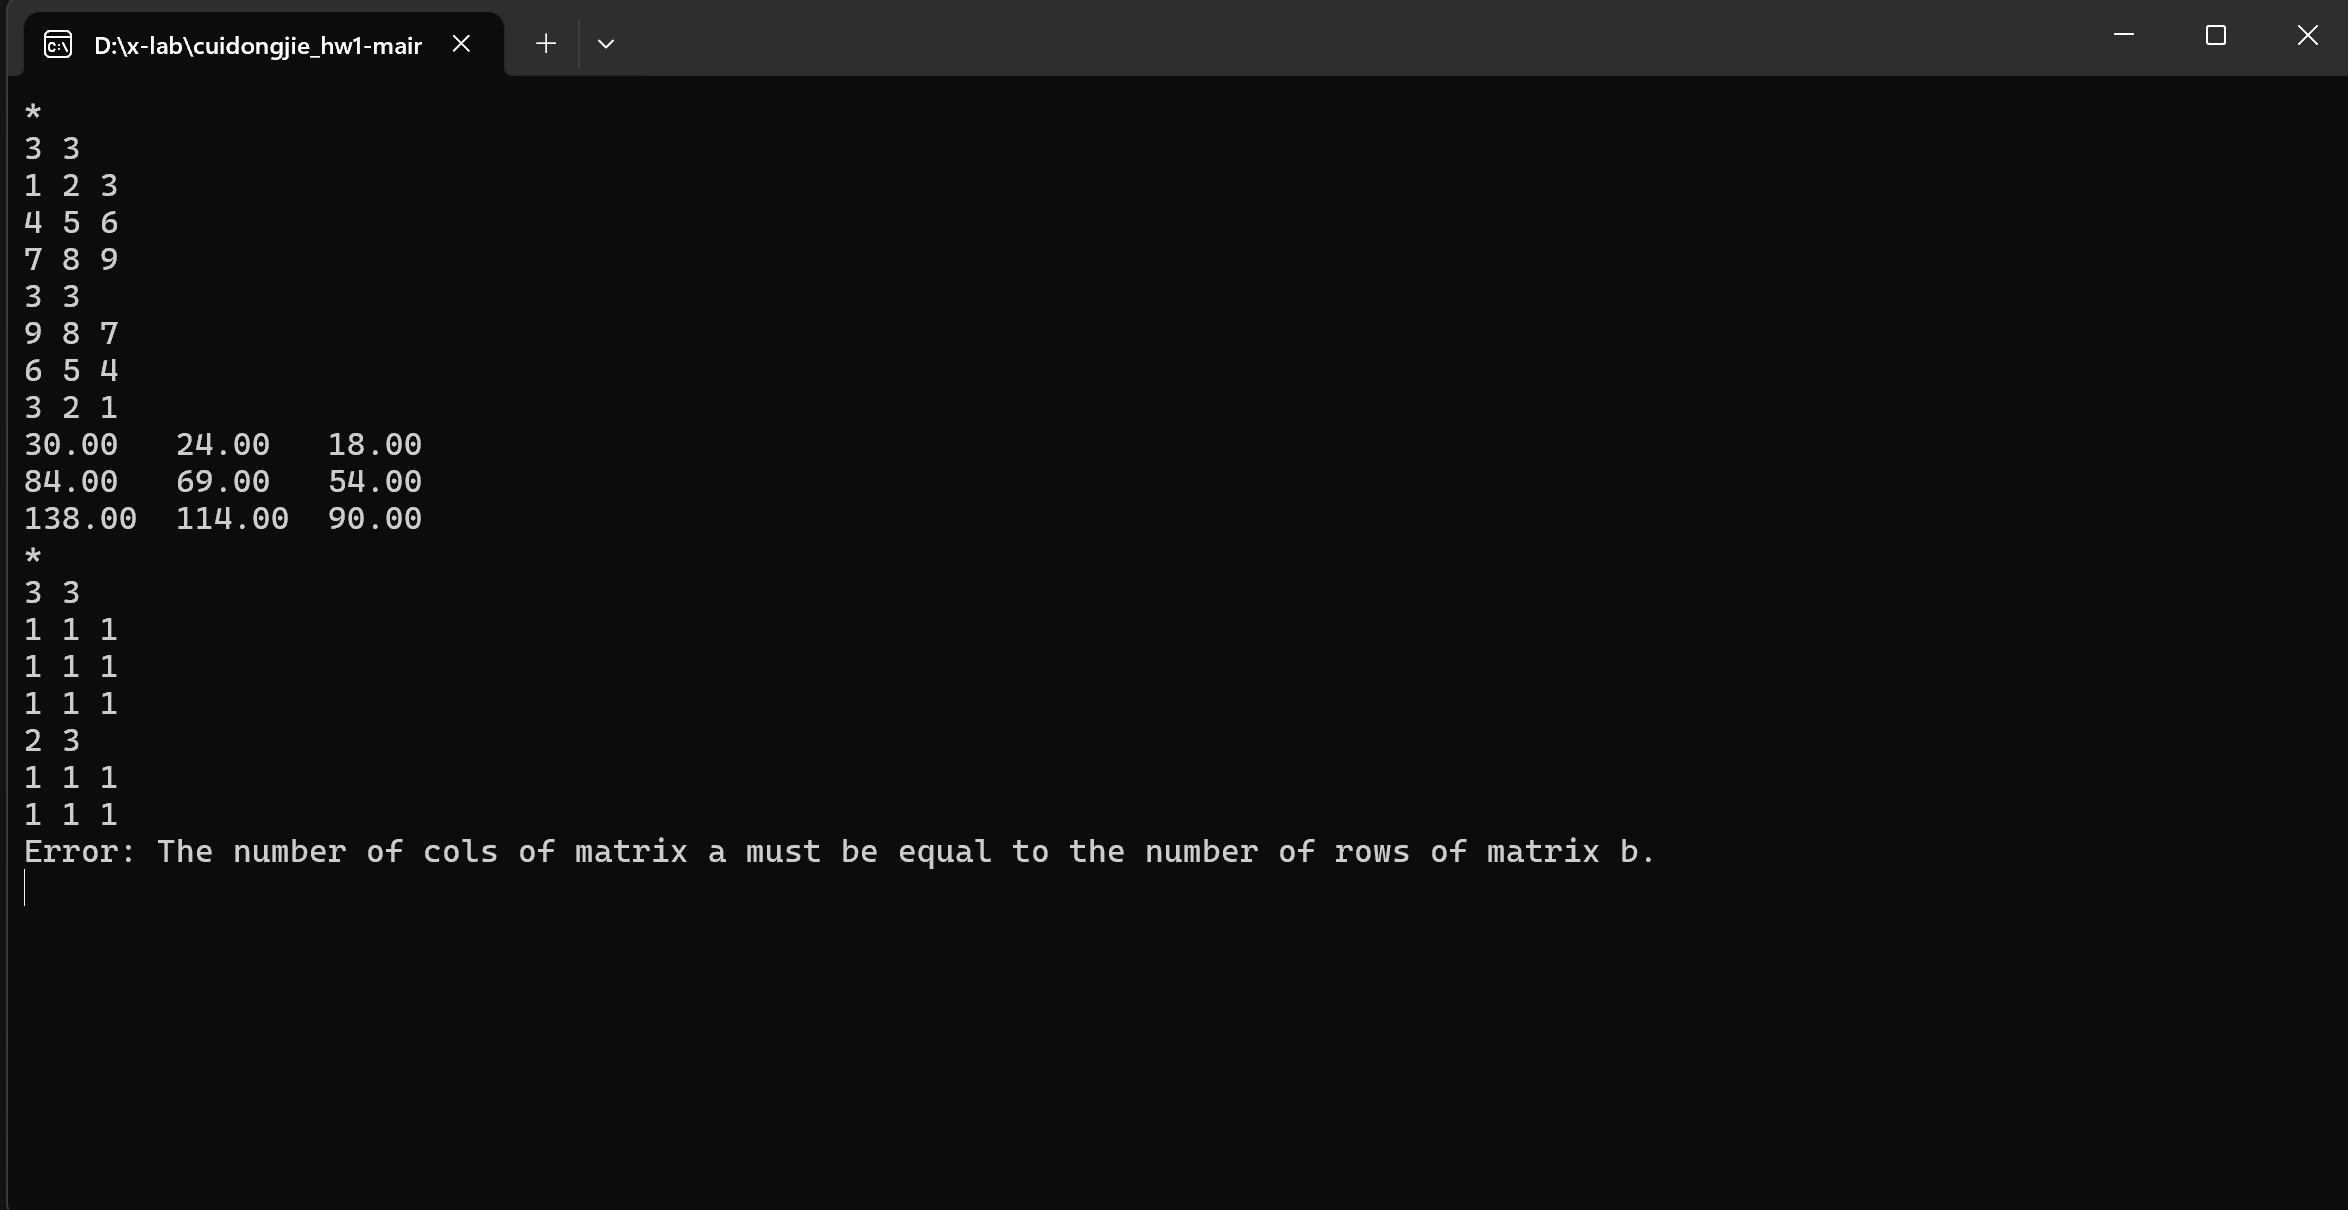 D:\x-lab\cuidongjie_hw1-mair
*
3 3
1 2 3
4 5 6
7 8 9
3 3
9 8 7
6 5 4
3 2 1
30.00   24.00   18.00
84.00   69.00   54.00
138.00  114.00  90.00
*
3 3
1 1 1
1 1 1
1 1 1
2 3
1 1 1
1 1 1
Error: The number of cols of matrix a must be equal to the number of rows of matrix b.